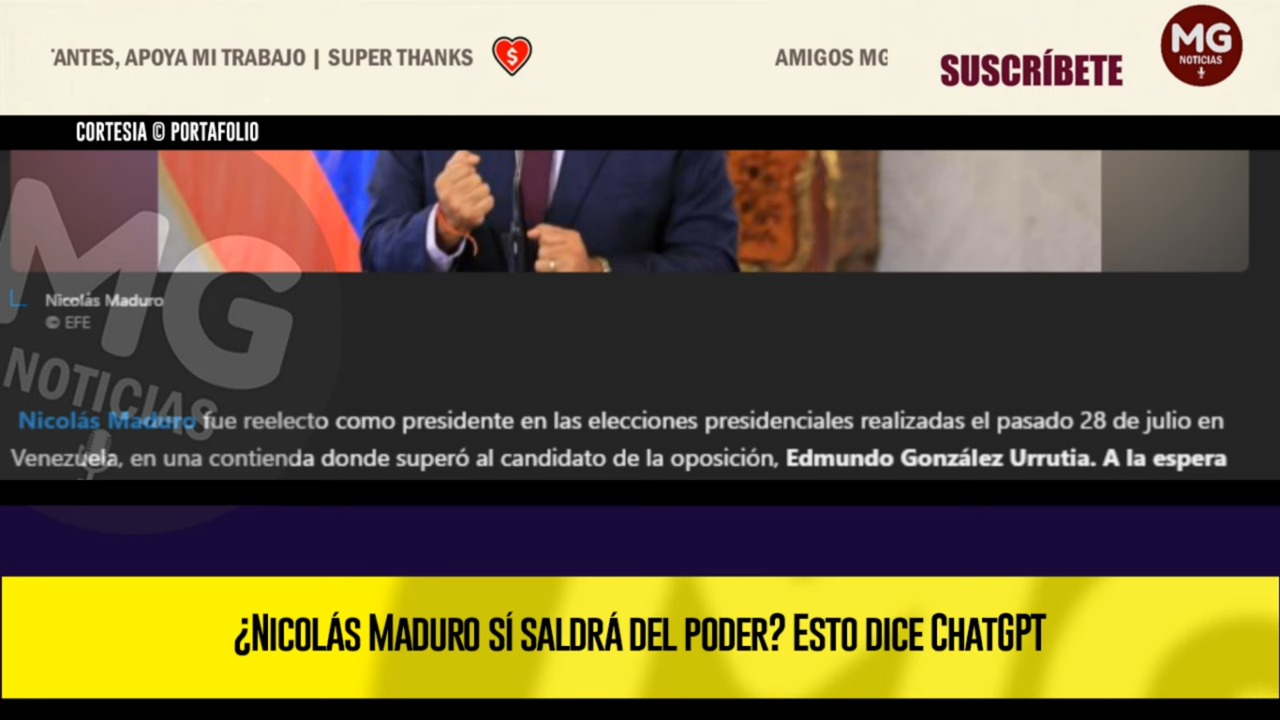 'ANTES, APOYA MI TRABAJO | SUPER THANKS
$
AMIGOS MG
SUSCRÍBETE
MG
NOTICIAS
CORTESIA © PORTAFOLIO
Nicolás Maduro
© EFE
MG
NOTICIAS
Nicolás Maduro fue reelecto como presidente en las elecciones presidenciales realizadas el pasado 28 de julio en
Venezuela, en una contienda donde superó al candidato de la oposición, Edmundo González Urrutia. A la espera
¿NICOLÁS MADURO SÍ SALDRÁ DEL PODER? ESTO DICE CHATGPT